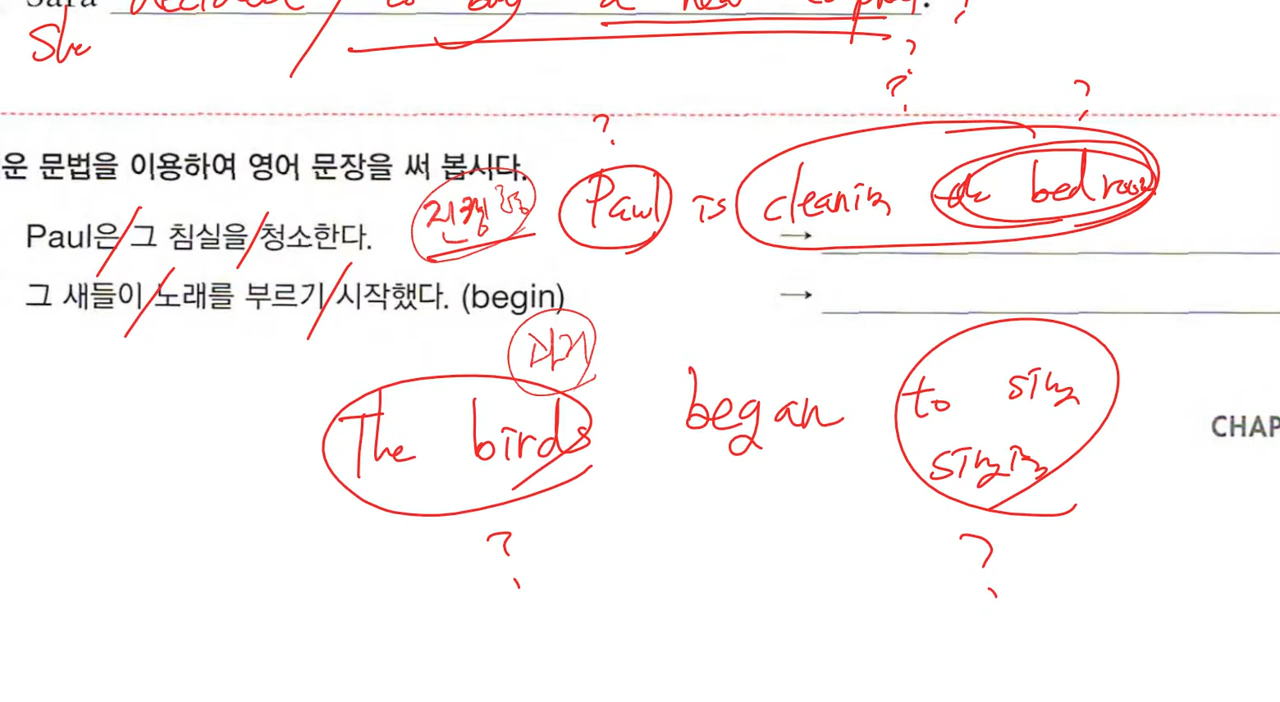 She
운 문법을 이용하여 영어 문장을 써 봅시다.
Paul은 그 침실을 청소한다. 진행형 Paul is cleaning the bedroom
→
그 새들이 노래를 부르기 시작했다. (begin) →
과거
The birds began to sing
singing
CHAP